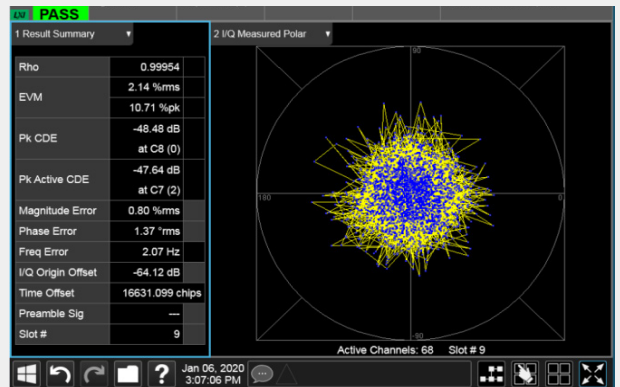 LXI PASS
1 Result Summary
2 I/Q Measured Polar
Rho 0.99954
EVM 2.14 %rms
10.71 %pk
Pk CDE -48.48 dB
at C8 (0)
Pk Active CDE -47.64 dB
at C7 (2)
Magnitude Error 0.80 %rms
Phase Error 1.37 °rms
Freq Error 2.07 Hz
I/Q Origin Offset -64.12 dB
Time Offset 16631.099 chips
Preamble Sig ---
Slot # 9
90
180
0
-90
Active Channels: 68 Slot # 9
?
Jan 06, 2020
3:07:06 PM